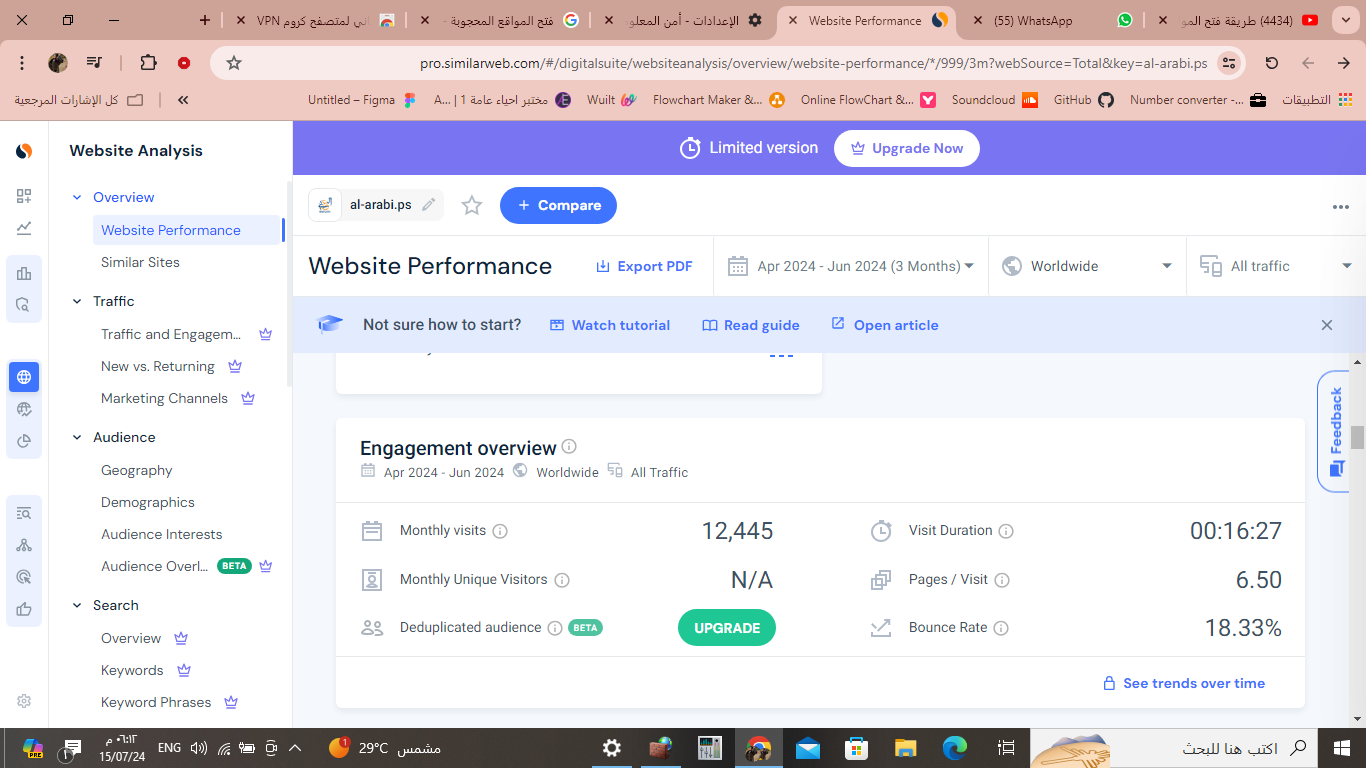 (4434) طريقة فتح المو
(55) WhatsApp
Website Performance
الإعدادات - أمن المعلو
فتح المواقع المحجوبة -
ني لمتصفح كروم VPN
pro.similarweb.com/#/digitalsuite/websiteanalysis/overview/website-performance/*/999/3m?webSource=Total&key=al-arabi.ps
التطبيقات
Number converter -...
GitHub
Soundcloud
Online FlowChart &...
Flowchart Maker &...
Wuilt
مختبر احياء عامة 1 | A...
Untitled – Figma
كل الإشارات المرجعية
Website Analysis
Overview
Website Performance
Similar Sites
Traffic
Traffic and Engagem...
New vs. Returning
Marketing Channels
Audience
Geography
Demographics
Audience Interests
Audience Overl... BETA
Search
Overview
Keywords
Keyword Phrases
Limited version Upgrade Now
al-arabi.ps + Compare
Website Performance Export PDF Apr 2024 - Jun 2024 (3 Months) Worldwide All traffic
Not sure how to start? Watch tutorial Read guide Open article
Feedback
Engagement overview
Apr 2024 - Jun 2024 Worldwide All Traffic
Monthly visits 12,445
Visit Duration 00:16:27
Monthly Unique Visitors N/A
Pages / Visit 6.50
Deduplicated audience BETA UPGRADE
Bounce Rate 18.33%
See trends over time
اكتب هنا للبحث
29°C مشمس
1
ENG
٠٦:١٢ م
15/07/24
1
PRE